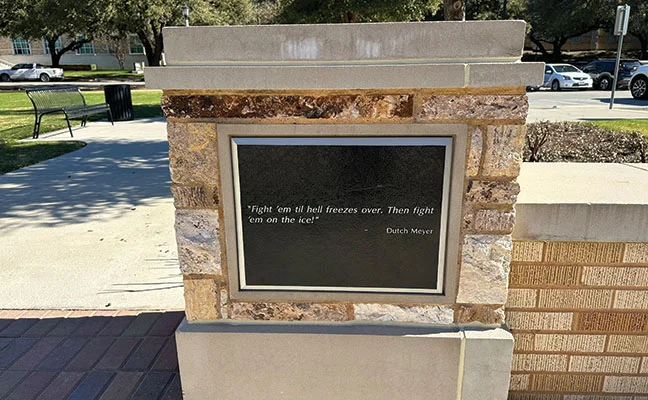 "Fight 'em til hell freezes over. Then fight
'em on the ice!"
Dutch Meyer